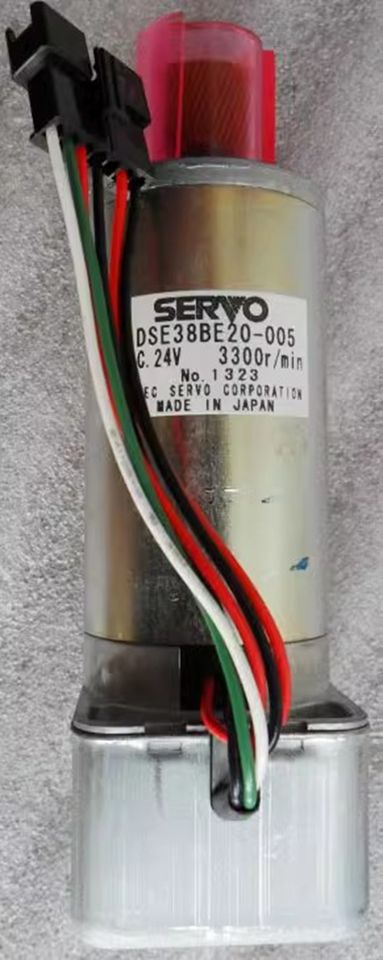 SERVO
DSE38BE20-005
C. 24V 3300r/min
No. 1323
EC SERVO CORPORATION
MADE IN JAPAN